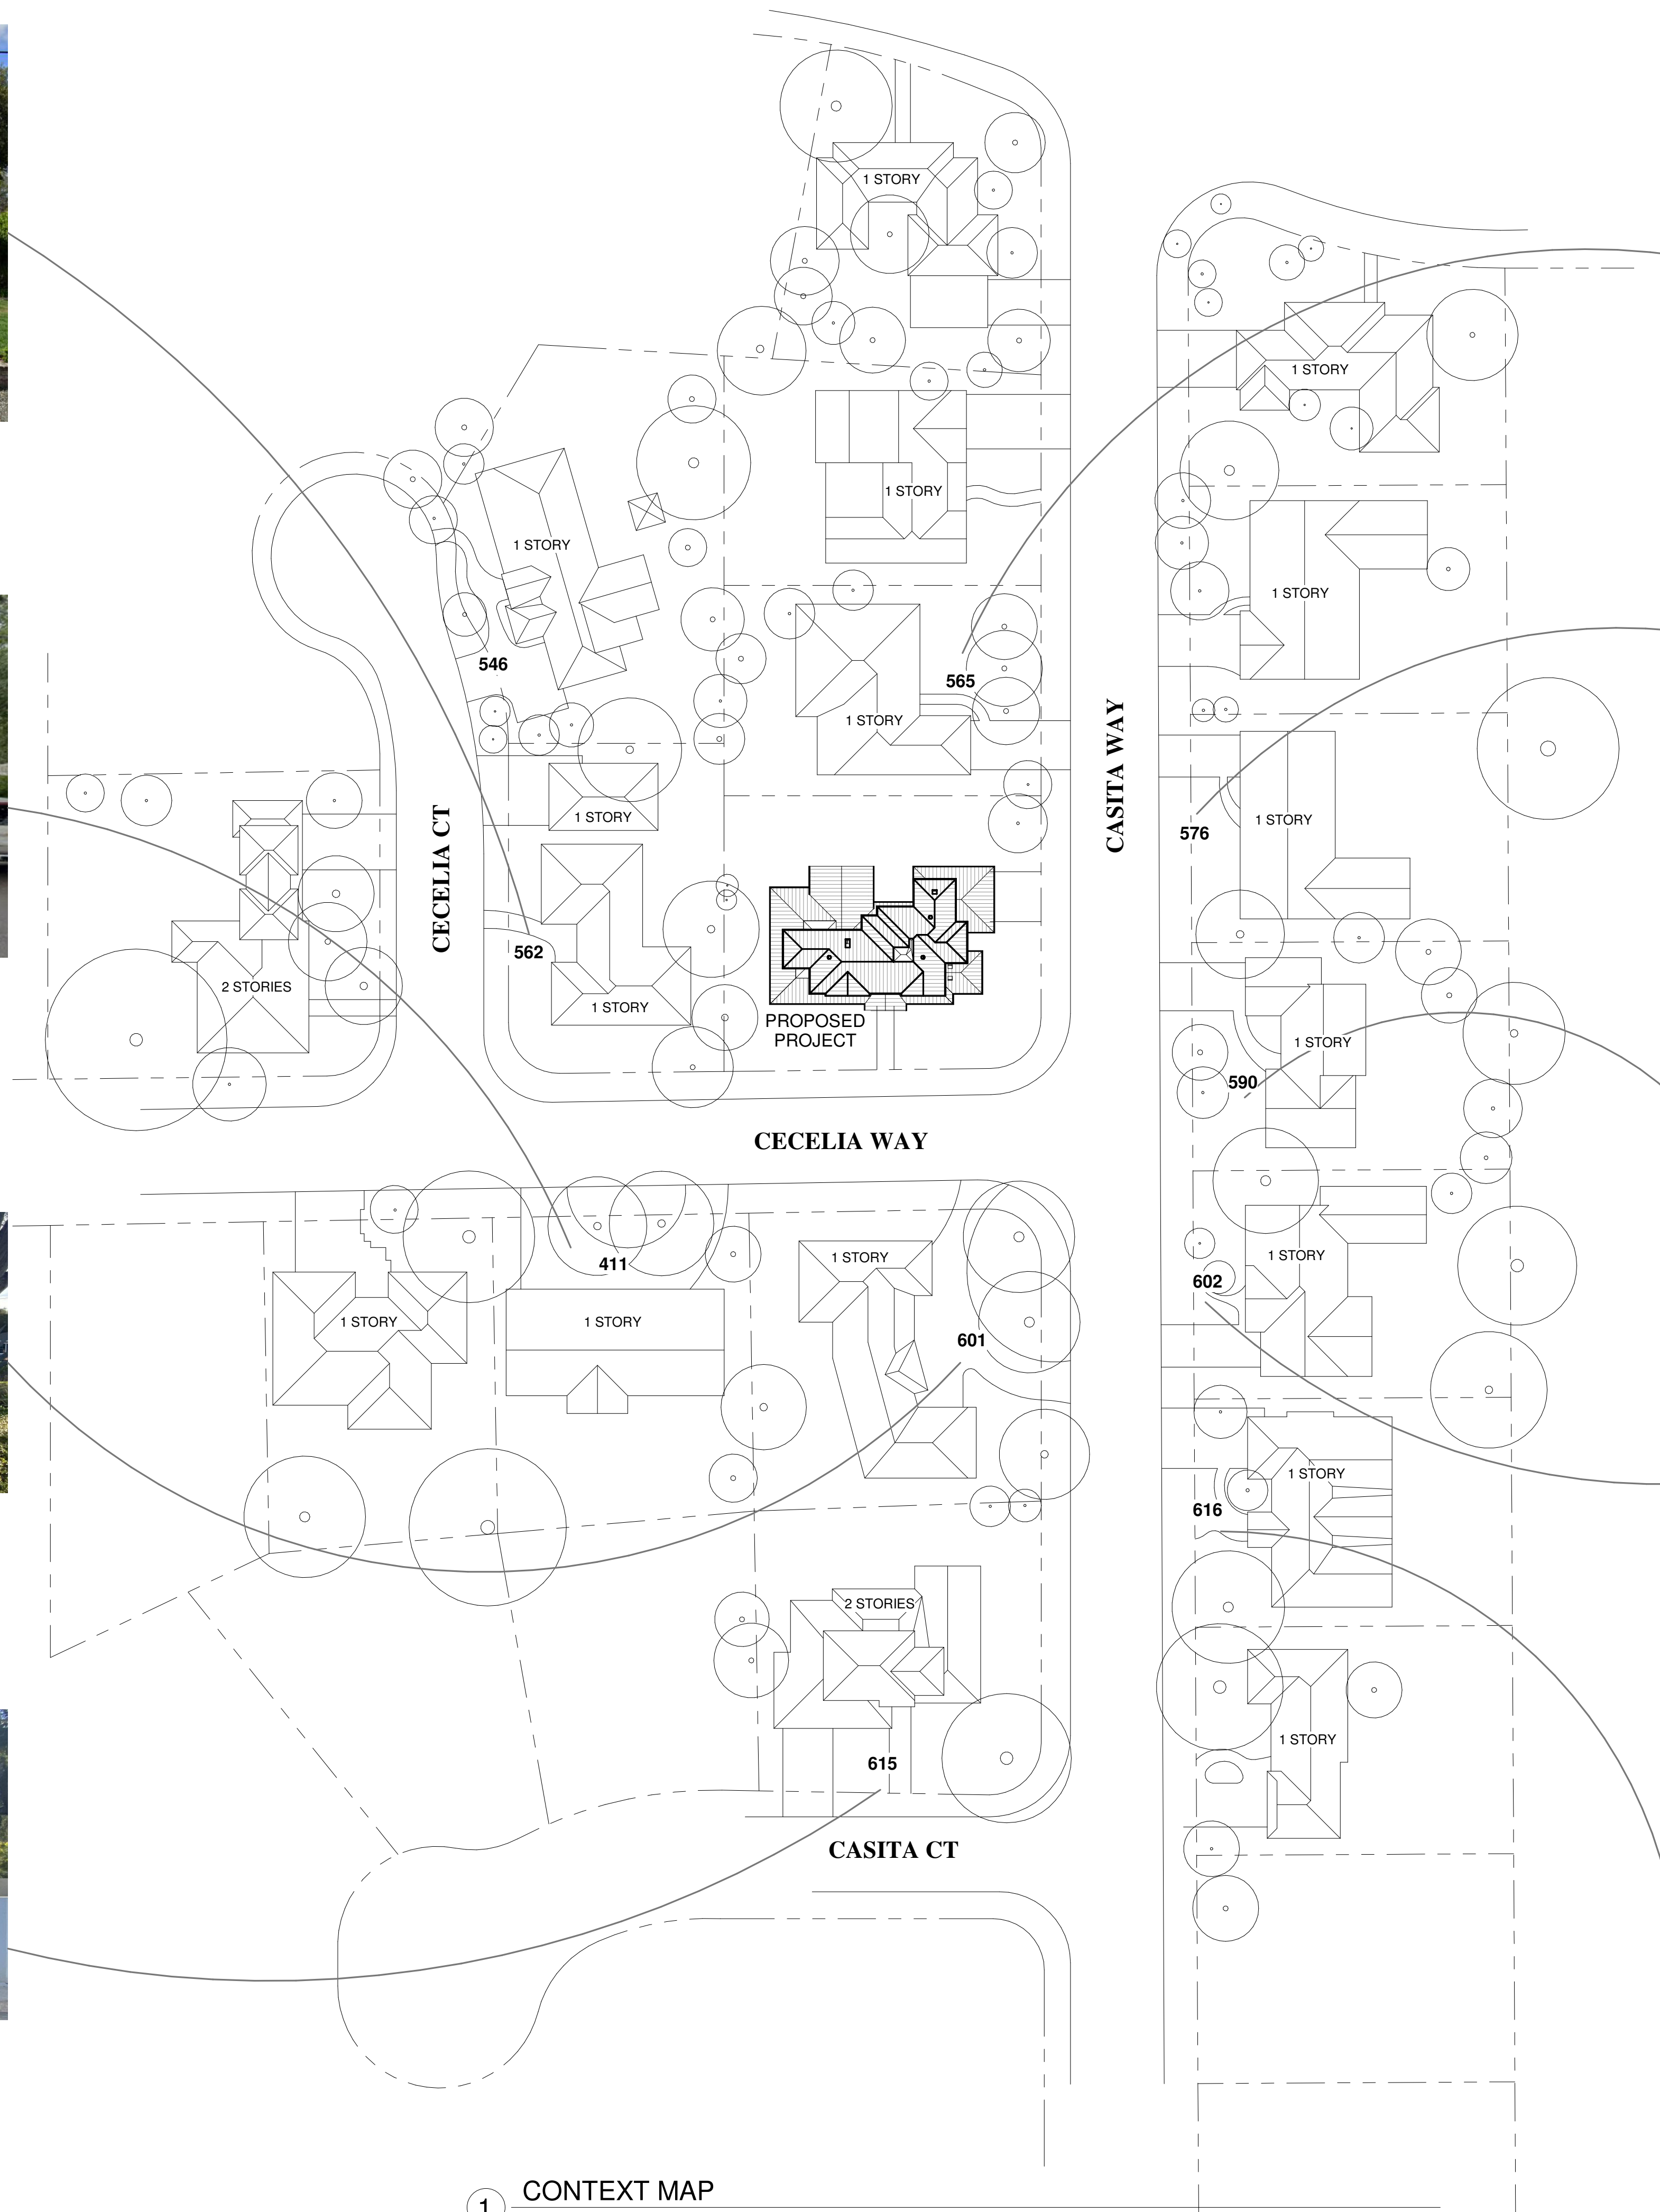 1 STORY
1 STORY
1 STORY
1 STORY
1 STORY
546
565
1 STORY
CASITA WAY
1 STORY
1 STORY
576
CECELIA CT
562
2 STORIES
1 STORY
PROPOSED
PROJECT
1 STORY
590
CECELIA WAY
1 STORY
1 STORY
411
602
1 STORY
1 STORY
601
1 STORY
616
2 STORIES
1 STORY
615
CASITA CT
CONTEXT MAP
1